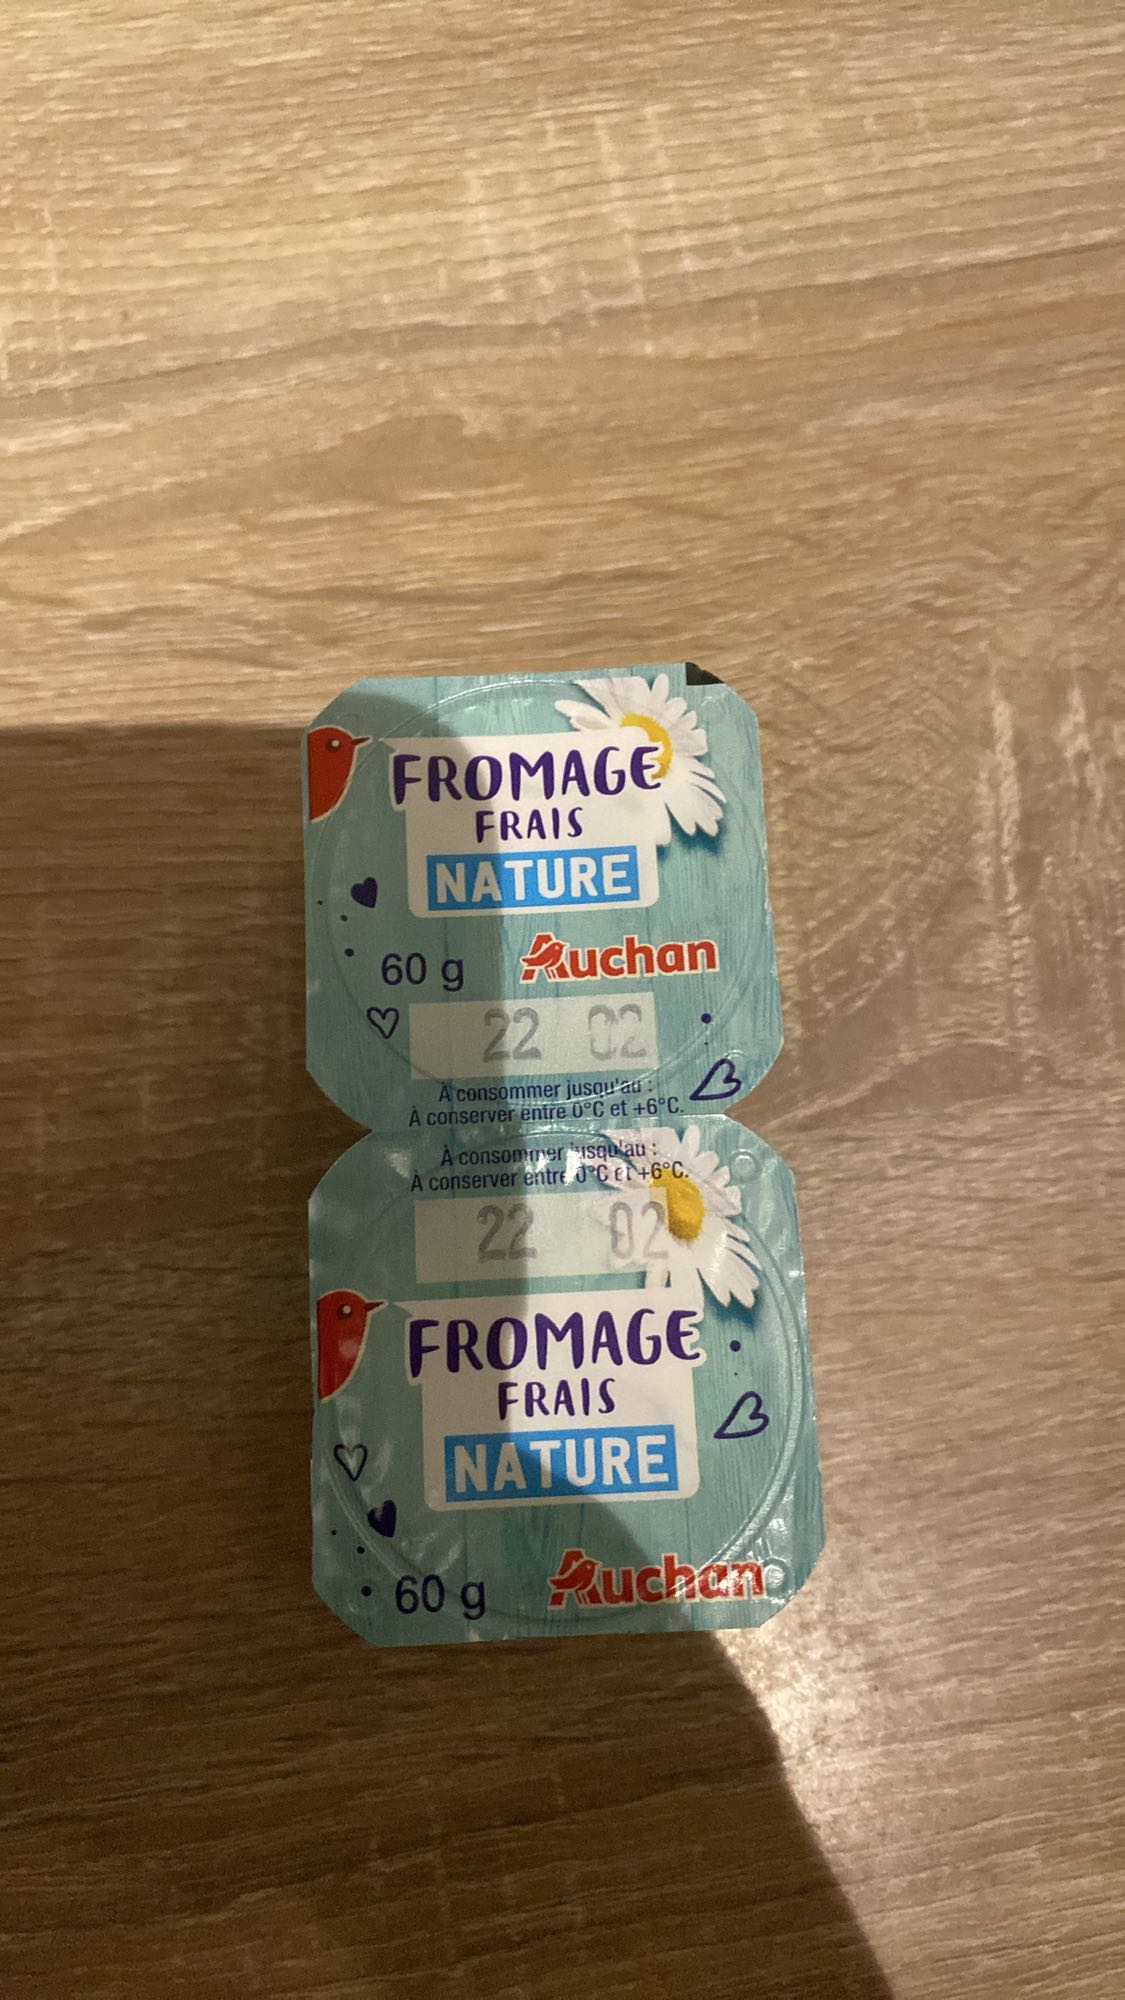 FROMAGE
FRAIS
NATURE
60 g Auchan
22 02
À consommer jusqu'au :
À conserver entre 0°C et +6°C.
À consommer jusqu'au :
À conserver entre 0°C et +6°C.
22 02
FROMAGE
FRAIS
NATURE
60 g Auchan